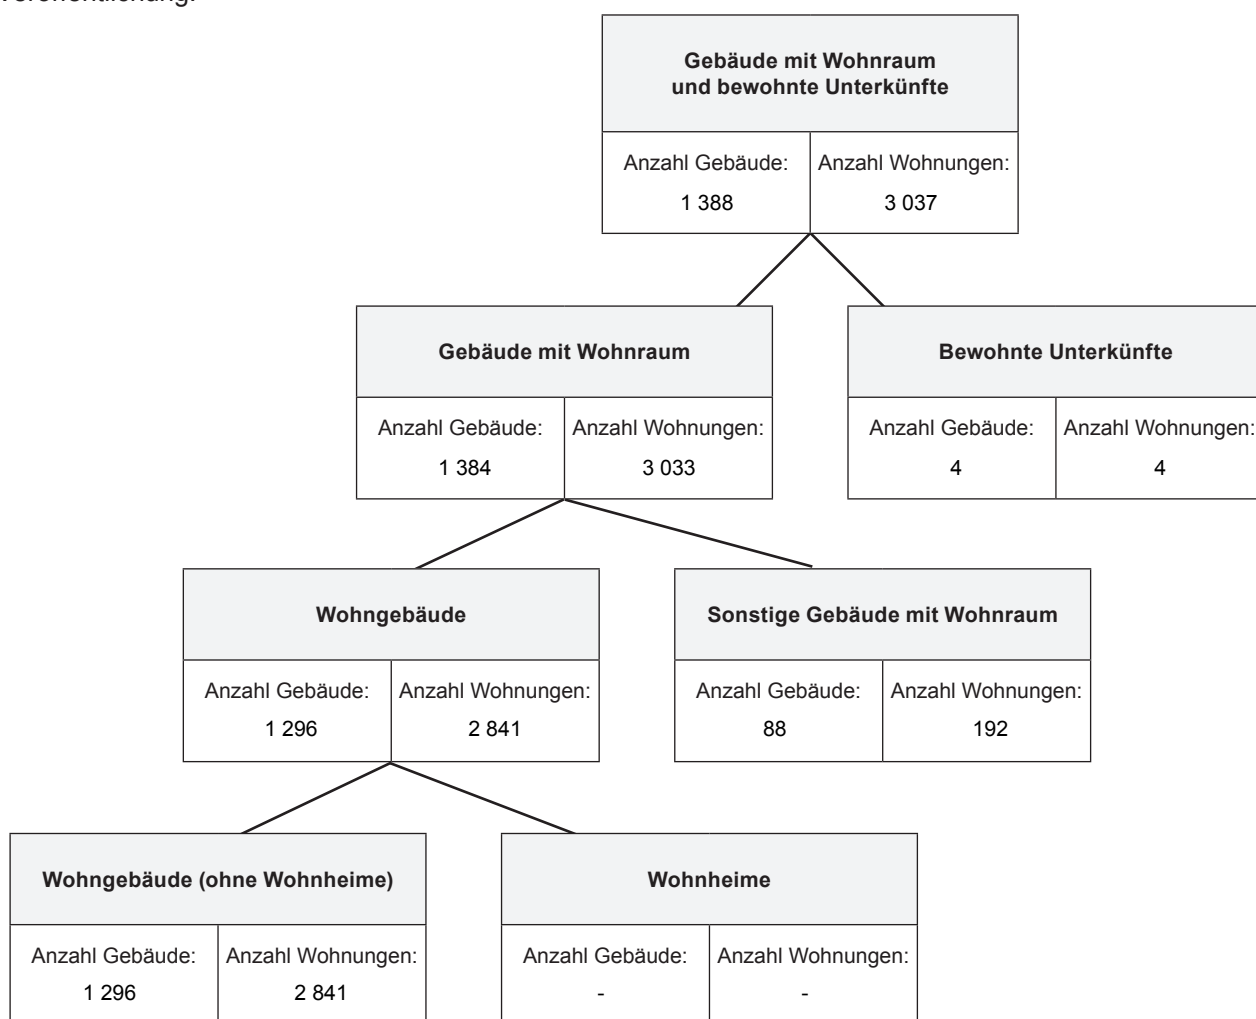 Veröffentlichung.
Gebäude mit Wohnraum
und bewohnte Unterkünfte
Anzahl Gebäude: Anzahl Wohnungen:
1 388 3 037
Gebäude mit Wohnraum Bewohnte Unterkünfte
Anzahl Gebäude: Anzahl Wohnungen: Anzahl Gebäude: Anzahl Wohnungen:
1 384 3 033 4 4
Wohngebäude Sonstige Gebäude mit Wohnraum
Anzahl Gebäude: Anzahl Wohnungen: Anzahl Gebäude: Anzahl Wohnungen:
1 296 2 841 88 192
Wohngebäude (ohne Wohnheime) Wohnheime
Anzahl Gebäude: Anzahl Wohnungen: Anzahl Gebäude: Anzahl Wohnungen:
1 296 2 841 - -